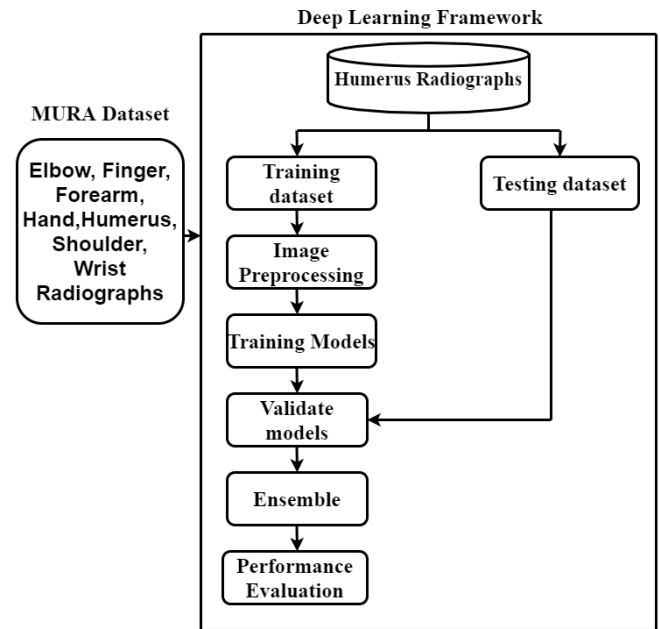 Deep Learning Framework
MURA Dataset
Elbow, Finger,
Forearm,
Hand,Humerus,
Shoulder,
Wrist
Radiographs
Humerus Radiographs
Training
dataset
Testing dataset
Image
Preprocessing
Training Models
Validate
models
Ensemble
Performance
Evaluation